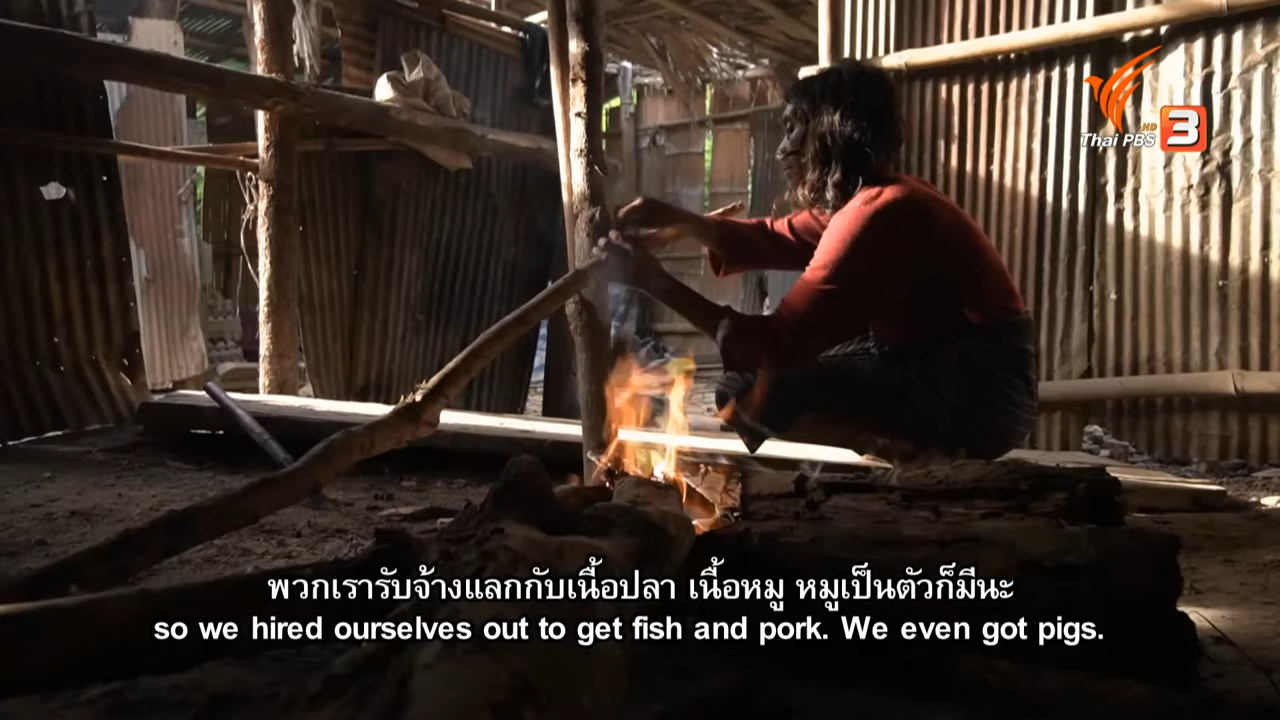 HD
Thai PBS 3
พวกเรารับจ้างแลกกับเนื้อปลา เนื้อหมู หมูเป็นตัวก็มีนะ
so we hired ourselves out to get fish and pork. We even got pigs.